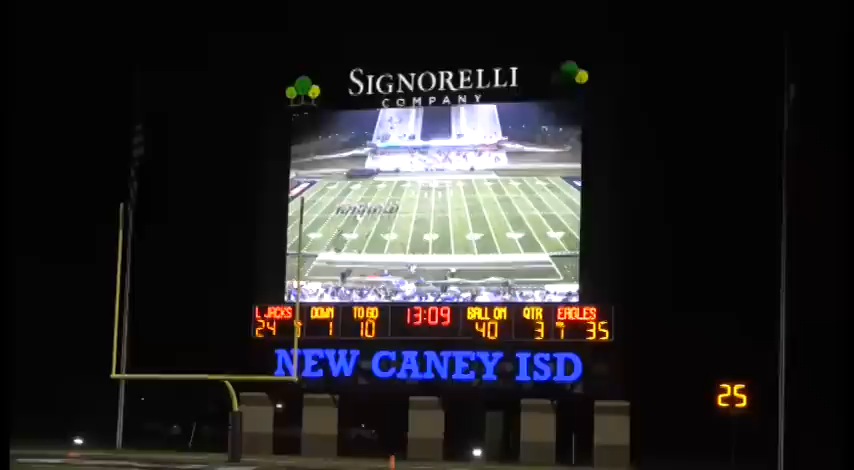 SIGNORELLI
COMPANY
L JACKS DOWN TO GO 13:09 BALL ON QTR EAGLES
24 1 10 40 3 35
NEW CANEY ISD
25